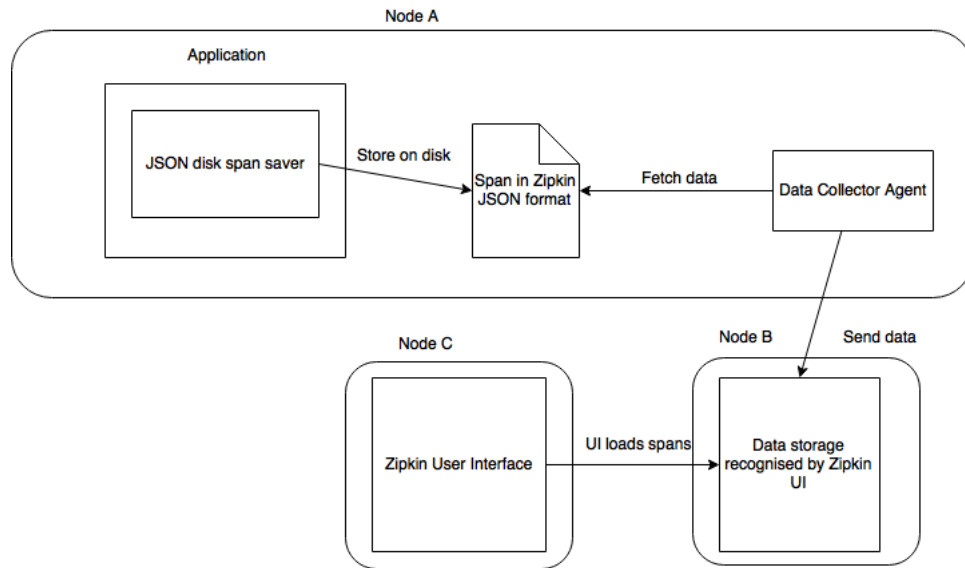 Node A
Application
JSON disk span saver
Store on disk
Span in Zipkin
JSON format
Fetch data
Data Collector Agent
Node C
Node B
Send data
Zipkin User Interface
UI loads spans
Data storage
recognised by Zipkin
UI